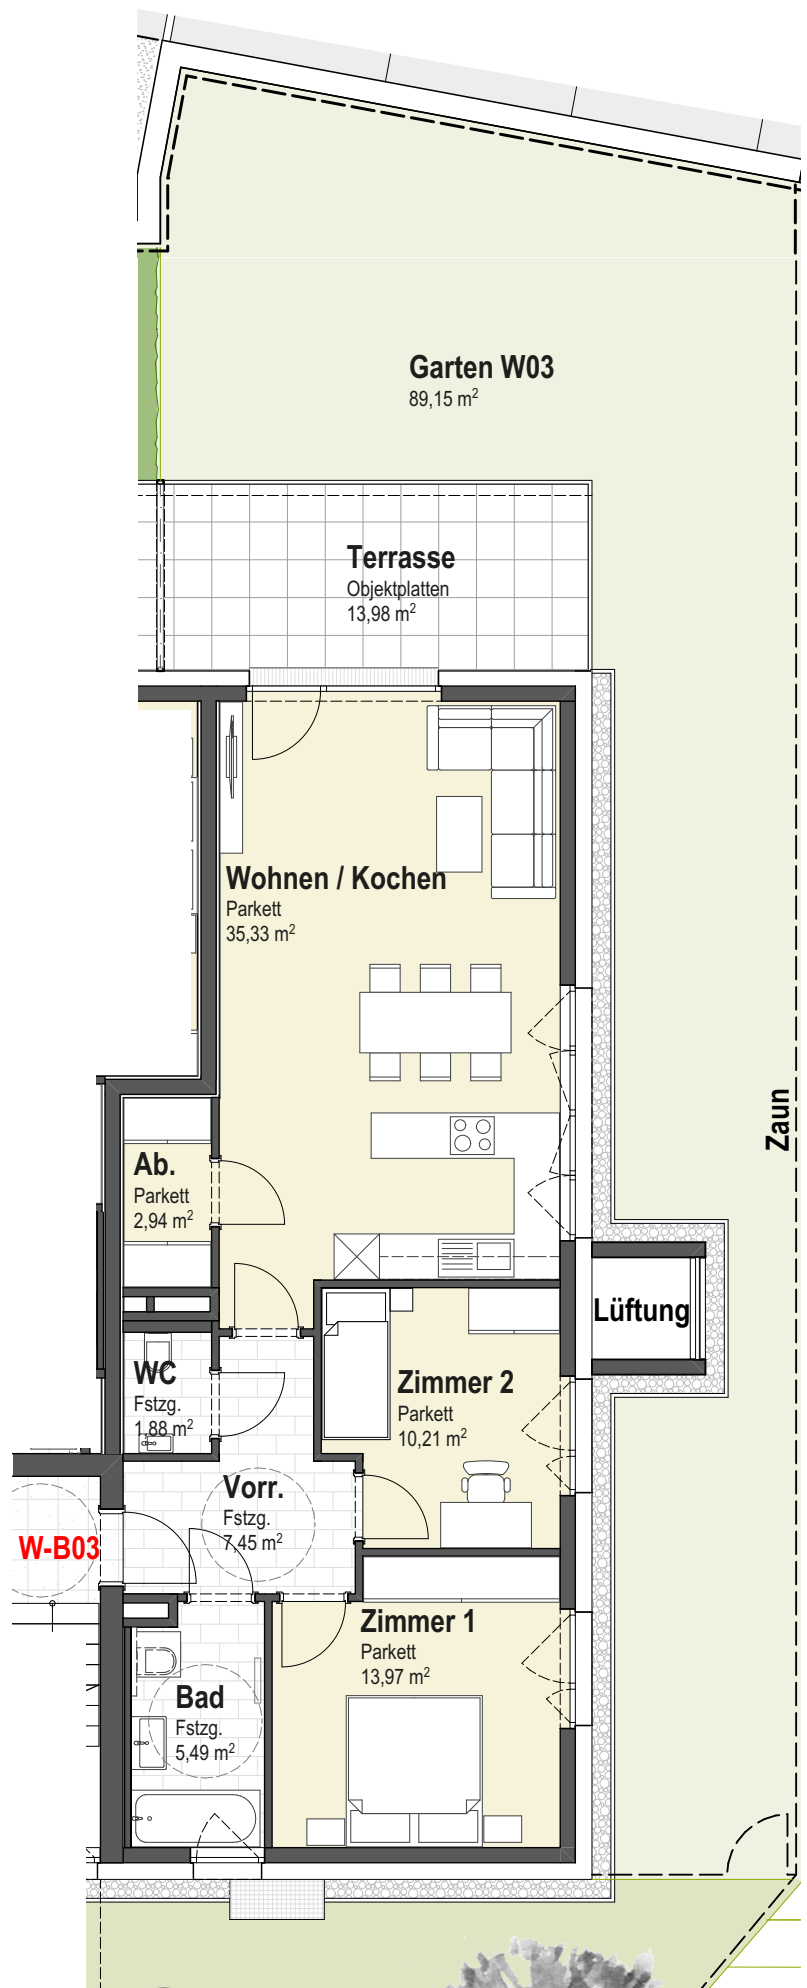 Garten W03
89,15 m²
Terrasse
Objektplatten
13,98 m²
Wohnen / Kochen
Parkett
35,33 m²
Zaun
Ab.
Parkett
2,94 m²
Lüftung
WC
Fstzg.
1,88 m²
Zimmer 2
Parkett
10,21 m²
Vorr.
Fstzg.
7,45 m²
W-B03
Zimmer 1
Parkett
13,97 m²
Bad
Fstzg.
5,49 m²